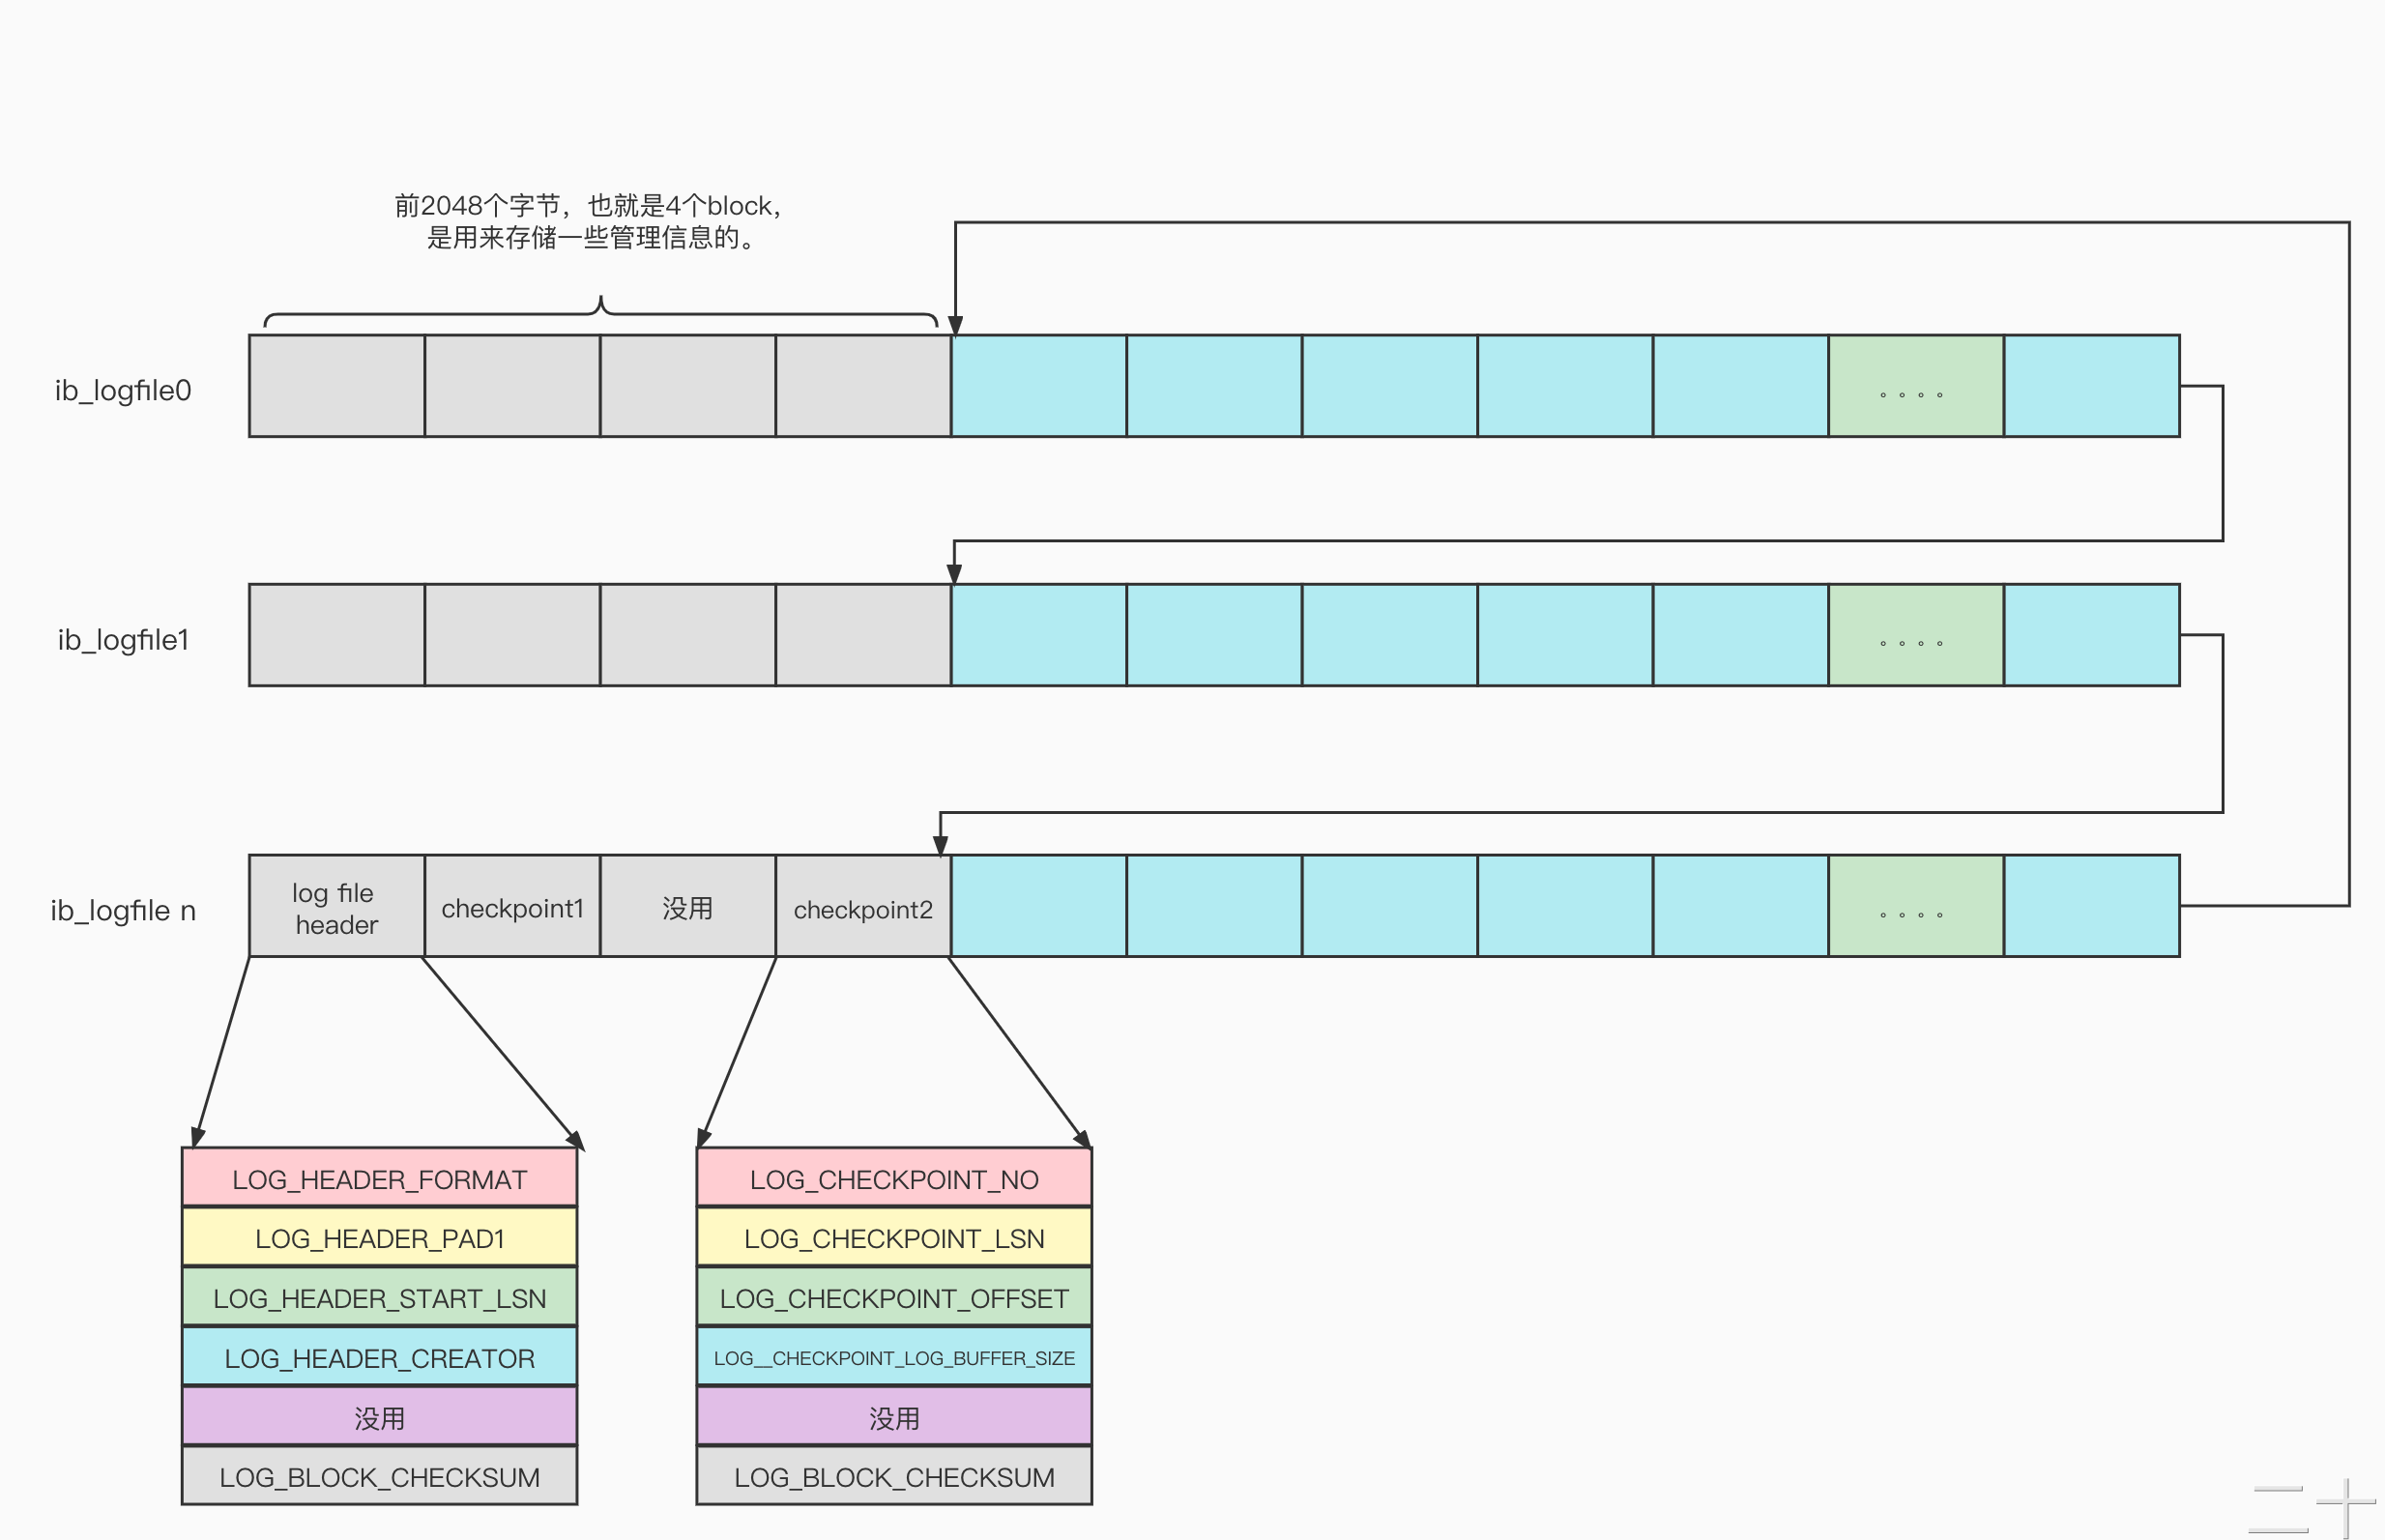 前2048个字节，也就是4个block，
是用来存储一些管理信息的。
ib_logfile0
。。。。
ib_logfile1
。。。。
ib_logfile n
log file
header
checkpoint1
没用
checkpoint2
。。。。
LOG_HEADER_FORMAT
LOG_HEADER_PAD1
LOG_HEADER_START_LSN
LOG_HEADER_CREATOR
没用
LOG_BLOCK_CHECKSUM
LOG_CHECKPOINT_NO
LOG_CHECKPOINT_LSN
LOG_CHECKPOINT_OFFSET
LOG__CHECKPOINT_LOG_BUFFER_SIZE
没用
LOG_BLOCK_CHECKSUM
二十